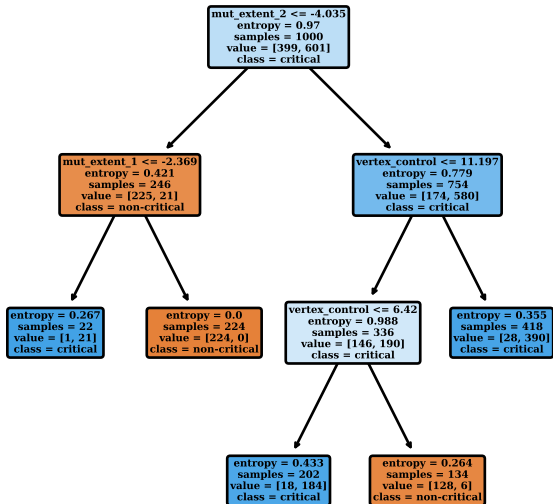 mut_extent_2 <= -4.035
entropy = 0.97
samples = 1000
value = [399, 601]
class = critical
mut_extent_1 <= -2.369
entropy = 0.421
samples = 246
value = [225, 21]
class = non-critical
vertex_control <= 11.197
entropy = 0.779
samples = 754
value = [174, 580]
class = critical
entropy = 0.267
samples = 22
value = [1, 21]
class = critical
entropy = 0.0
samples = 224
value = [224, 0]
class = non-critical
vertex_control <= 6.42
entropy = 0.988
samples = 336
value = [146, 190]
class = critical
entropy = 0.355
samples = 418
value = [28, 390]
class = critical
entropy = 0.433
samples = 202
value = [18, 184]
class = critical
entropy = 0.264
samples = 134
value = [128, 6]
class = non-critical